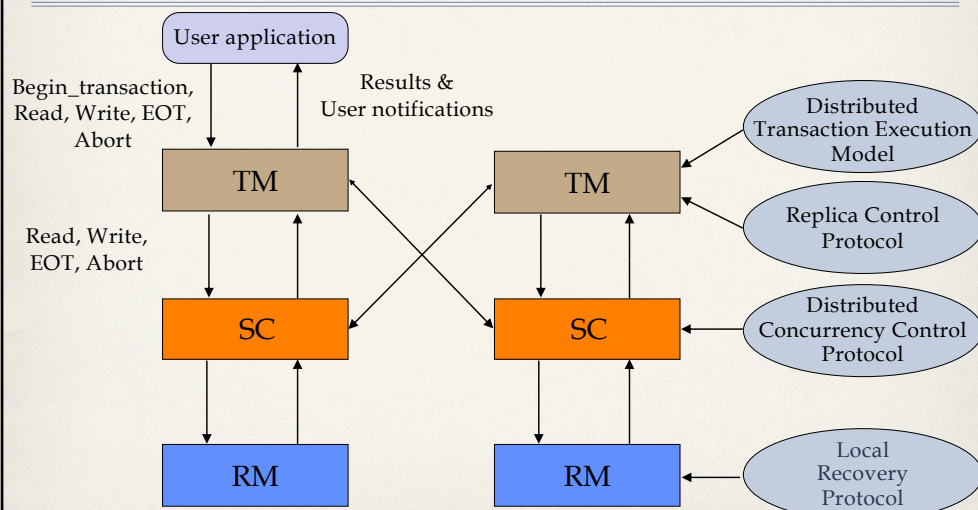 User application
Begin_transaction,
Read, Write, EOT,
Abort
Results &
User notifications
Distributed
Transaction Execution
Model
TM
TM
Replica Control
Protocol
Read, Write,
EOT, Abort
SC
SC
Distributed
Concurrency Control
Protocol
RM
RM
Local
Recovery
Protocol